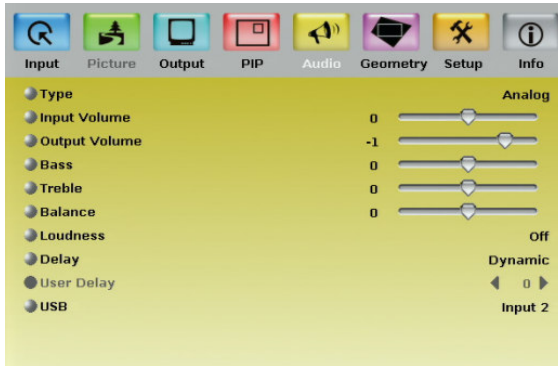 Input Picture Output PIP Audio Geometry Setup Info
Type Analog
Input Volume 0
Output Volume -1
Bass 0
Treble 0
Balance 0
Loudness Off
Delay Dynamic
User Delay 0
USB Input 2